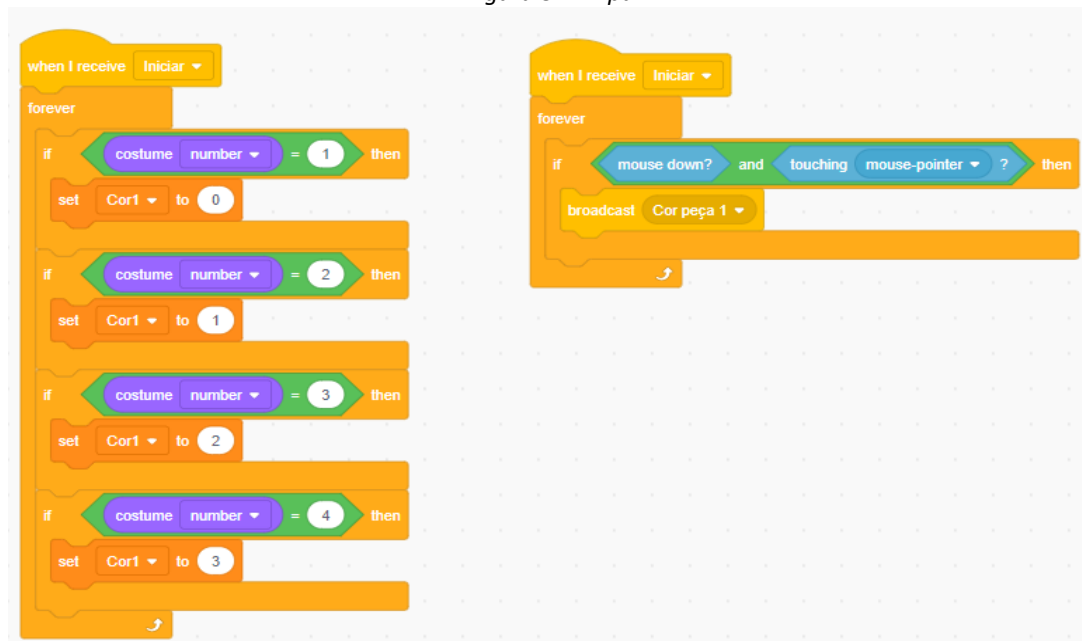 when I receive Iniciar
forever
if costume number = 1 then
set Cor1 to 0
if costume number = 2 then
set Cor1 to 1
if costume number = 3 then
set Cor1 to 2
if costume number = 4 then
set Cor1 to 3
when I receive Iniciar
forever
if mouse down? and touching mouse-pointer ? then
broadcast Cor peça 1